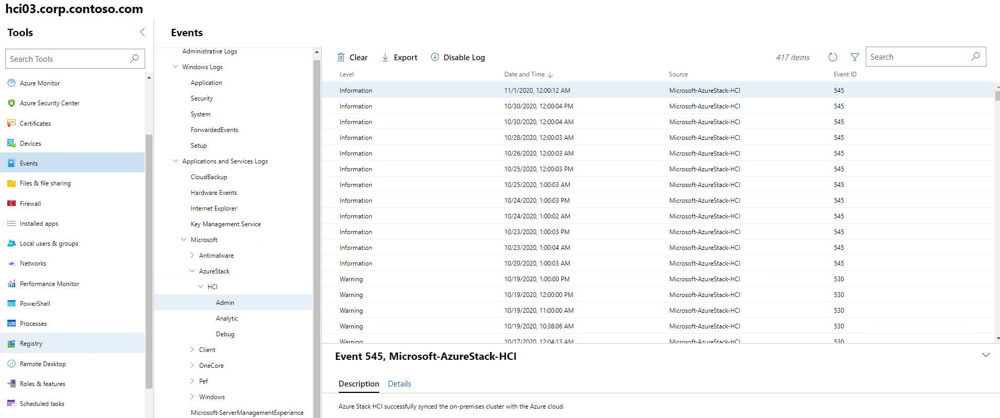 hci03.corp.contoso.com
Tools
Search Tools
Azure Monitor
Azure Security Center
Certificates
Devices
Events
Files & file sharing
Firewall
Installed apps
Local users & groups
Networks
Performance Monitor
PowerShell
Processes
Registry
Remote Desktop
Roles & features
Scheduled tasks
Events
Administrative Logs
Windows Logs
Application
Security
System
ForwardedEvents
Setup
Applications and Services Logs
CloudBackup
Hardware Events
Internet Explorer
Key Management Service
Microsoft
Antimalware
AzureStack
HCI
Admin
Analytic
Debug
Client
OneCore
Pef
Windows
Microsoft-ServerManagementExperience
Clear Export Disable Log 417 items Search
Level Date and Time Source Event ID
Information 11/1/2020, 12:00:12 AM Microsoft-AzureStack-HCI 545
Information 10/30/2020, 12:00:04 PM Microsoft-AzureStack-HCI 545
Information 10/30/2020, 12:00:04 AM Microsoft-AzureStack-HCI 545
Information 10/28/2020, 12:00:03 AM Microsoft-AzureStack-HCI 545
Information 10/26/2020, 12:00:03 AM Microsoft-AzureStack-HCI 545
Information 10/25/2020, 12:00:03 PM Microsoft-AzureStack-HCI 545
Information 10/25/2020, 1:00:03 AM Microsoft-AzureStack-HCI 545
Information 10/24/2020, 1:00:03 PM Microsoft-AzureStack-HCI 545
Information 10/24/2020, 1:00:02 AM Microsoft-AzureStack-HCI 545
Information 10/23/2020, 1:00:03 PM Microsoft-AzureStack-HCI 545
Information 10/23/2020, 1:00:04 AM Microsoft-AzureStack-HCI 545
Information 10/20/2020, 1:00:03 AM Microsoft-AzureStack-HCI 545
Warning 10/19/2020, 1:00:00 PM Microsoft-AzureStack-HCI 530
Warning 10/19/2020, 12:00:00 PM Microsoft-AzureStack-HCI 530
Warning 10/19/2020, 11:00:00 AM Microsoft-AzureStack-HCI 530
Warning 10/19/2020, 10:38:06 AM Microsoft-AzureStack-HCI 530
Warning 10/17/2020, 12:04:13 AM Microsoft-AzureStack-HCI 530
Event 545, Microsoft-AzureStack-HCI
Description Details
Azure Stack HCI successfully synced the on-premises cluster with the Azure cloud.